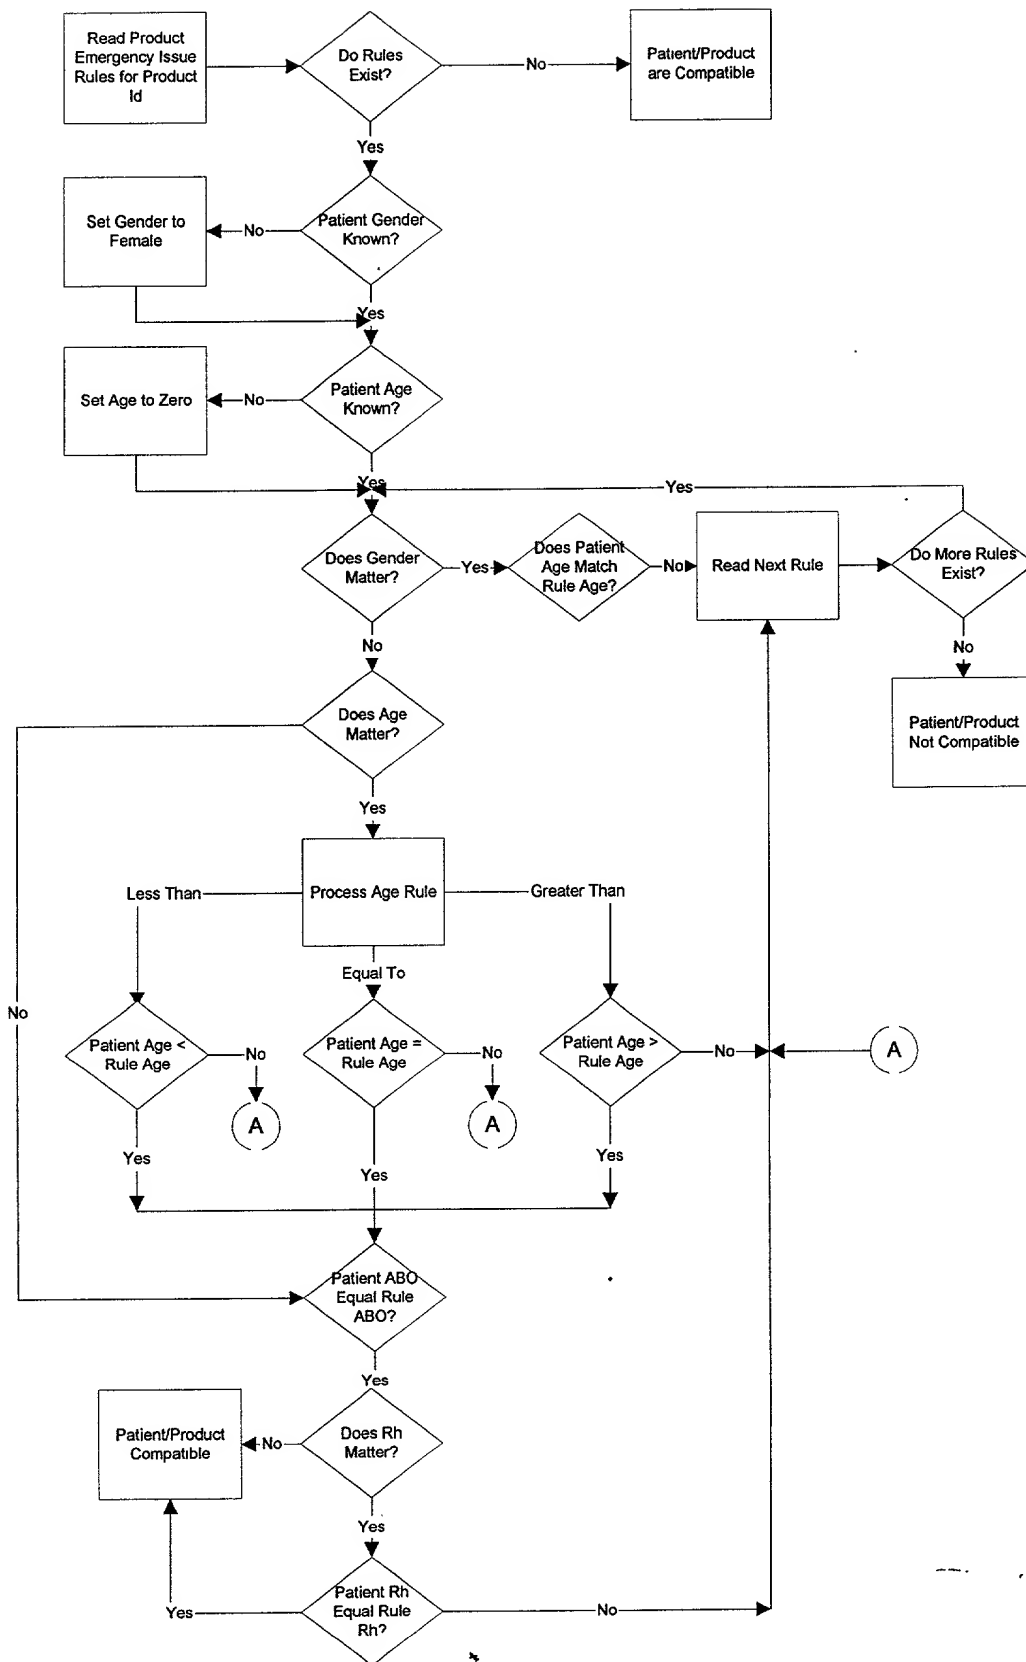 Read Product
Emergency Issue
Rules for Product
Id
Do Rules
Exist?
No
Patient/Product
are Compatible
Yes
Set Gender to
Female
No
Patient Gender
Known?
Yes
Set Age to Zero
No
Patient Age
Known?
Yes
Yes
Does Gender
Matter?
Yes
Does Patient
Age Match
Rule Age?
No
Read Next Rule
Do More Rules
Exist?
No
No
Patient/Product
Not Compatible
Does Age
Matter?
Yes
Less Than
Process Age Rule
Greater Than
Equal To
No
Patient Age <
Rule Age
No
Patient Age =
Rule Age
No
Patient Age >
Rule Age
No
A
A
A
Yes
Yes
Yes
Patient ABO
Equal Rule
ABO?
Yes
Patient/Product
Compatible
No
Does Rh
Matter?
Yes
Yes
Patient Rh
Equal Rule
Rh?
No